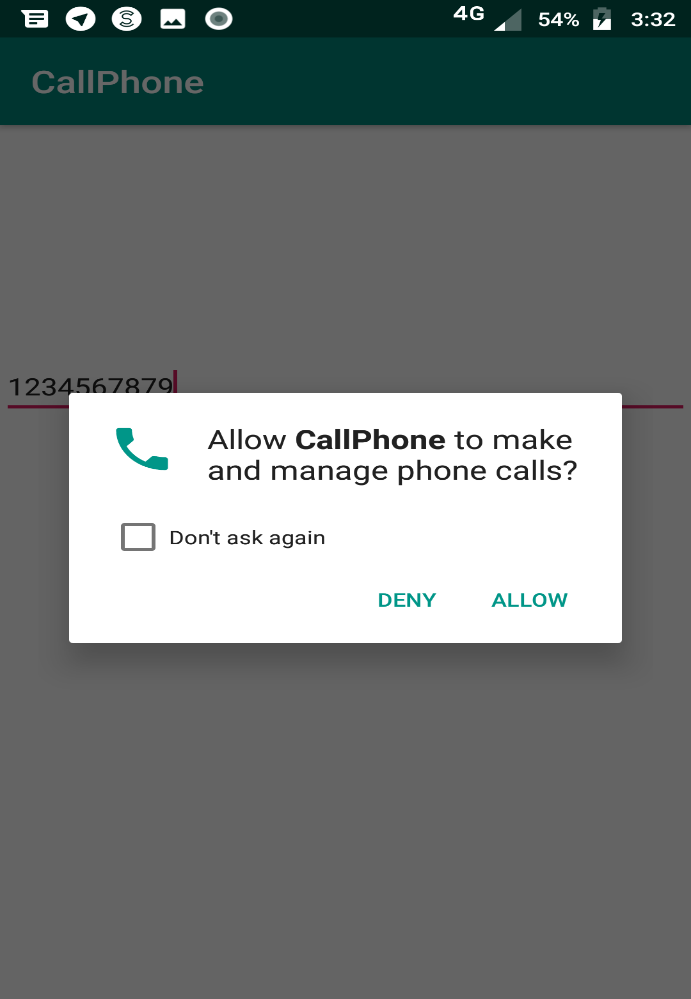 4G 54% 3:32
CallPhone
1234567879
Allow CallPhone to make
and manage phone calls?
Don't ask again
DENY ALLOW